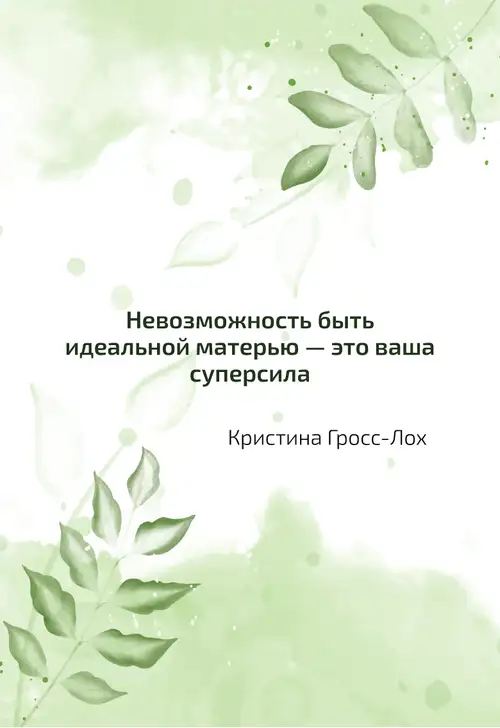 Невозможность быть
идеальной матерью — это ваша
суперсила
Кристина Гросс-Лох